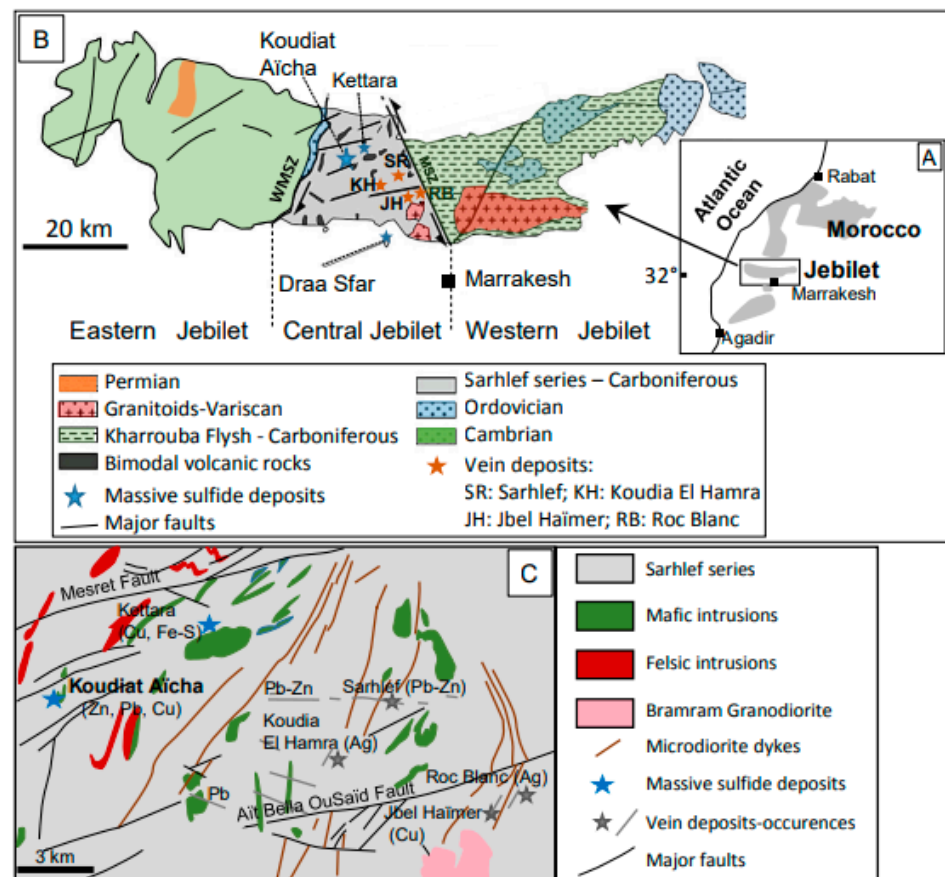 B
Koudiat
Aïcha
Kettara
SR
KH
JH
RB
WMSZ
MSZ
20 km
Draa Sfar
Marrakesh
Eastern Jebilet
Central Jebilet
Western Jebilet
A
Atlantic
Ocean
Rabat
Morocco
32°
Jebilet
Marrakesh
Agadir
Permian
Granitoids-Variscan
Kharrouba Flysh - Carboniferous
Bimodal volcanic rocks
Massive sulfide deposits
Major faults
Sarhlef series – Carboniferous
Ordovician
Cambrian
Vein deposits:
SR: Sarhlef; KH: Koudia El Hamra
JH: Jbel Haïmer; RB: Roc Blanc
C
Mesret Fault
Kettara
(Cu, Fe-S)
Koudiat Aïcha
(Zn, Pb, Cu)
Pb-Zn
Sarhlef (Pb-Zn)
Koudia
El Hamra (Ag)
Pb
Aït Bella OuSaïd Fault
Roc Blanc (Ag)
Jbel Haïmer
(Cu)
3 km
Sarhlef series
Mafic intrusions
Felsic intrusions
Bramram Granodiorite
Microdiorite dykes
Massive sulfide deposits
Vein deposits-occurences
Major faults